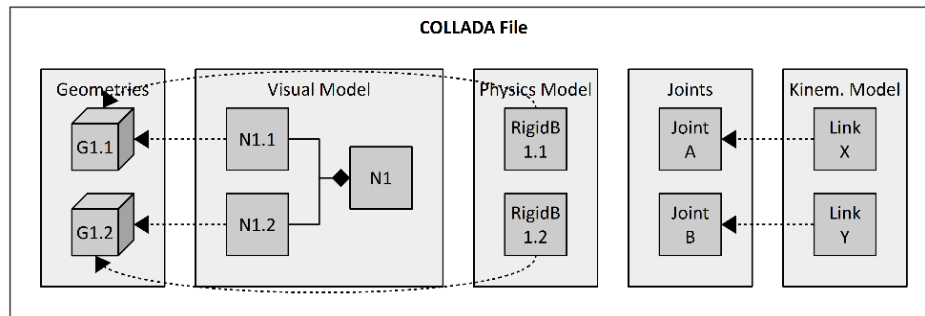 COLLADA File
Geometries
Visual Model
Physics Model
Joints
Kinem. Model
G1.1
N1.1
N1
RigidB
1.1
Joint
A
Link
X
G1.2
N1.2
RigidB
1.2
Joint
B
Link
Y